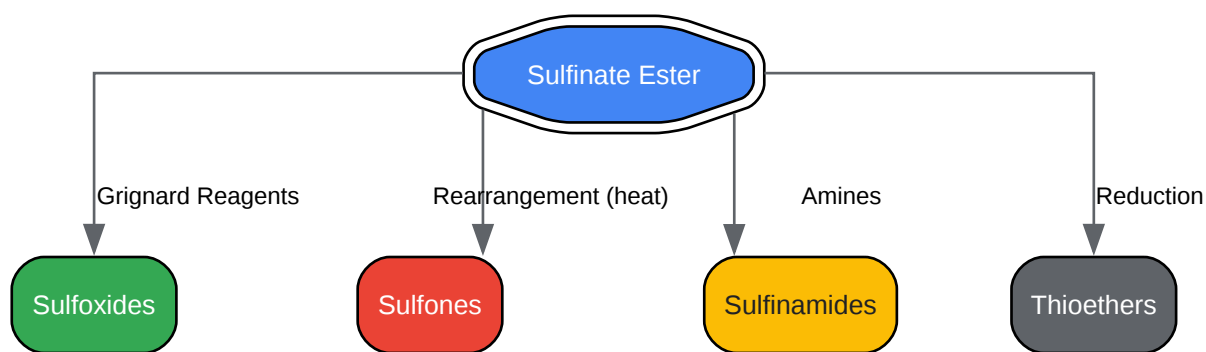 Sulfinate Ester
Grignard Reagents
Rearrangement (heat)
Amines
Reduction
Sulfoxides
Sulfones
Sulfinamides
Thioethers